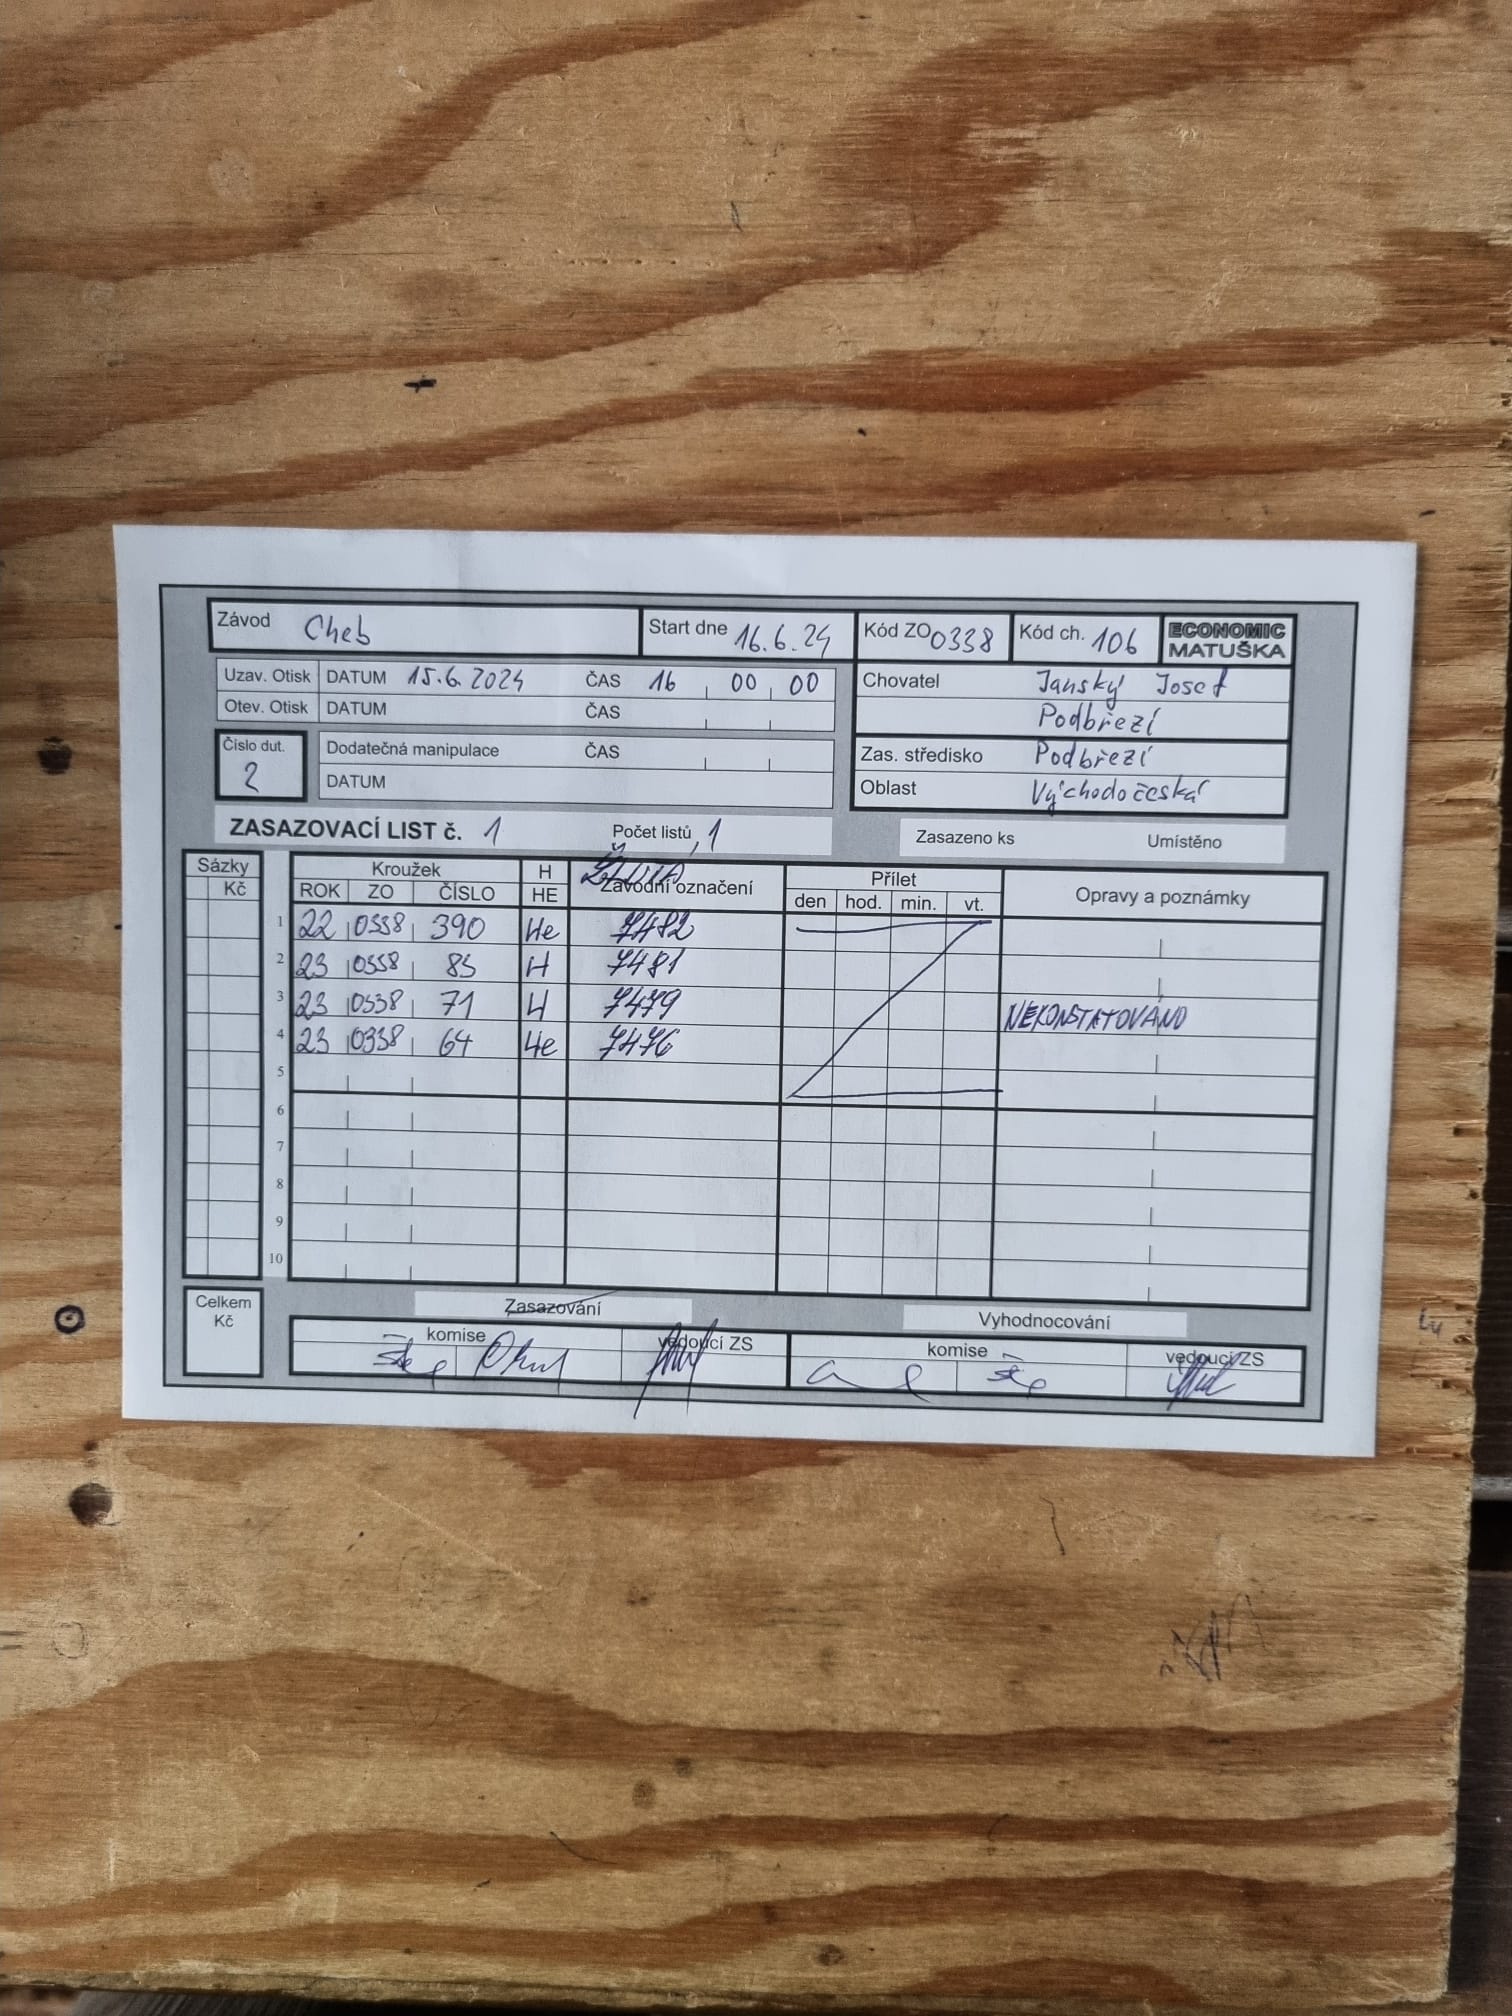 Závod Cheb Start dne 16.6.24 Kód ZO 0338 Kód ch. 106 ECONOMIC MATUŠKA
Uzav. Otisk DATUM 15.6.2024 ČAS 16 00 00 Chovatel Janský Josef
Otev. Otisk DATUM ČAS Podbřezí
Číslo dut. 2 Dodatečná manipulace ČAS Zas. středisko Podbřezí
DATUM Oblast Východočeská
ZASAZOVACÍ LIST č. 1 Počet listů 1 Zasazeno ks Umístěno
Sázky Kroužek H ŽLUTÁ Závodní označení Přílet Opravy a poznámky
Kč ROK ZO ČÍSLO HE den hod. min. vt.
1 22 0338 390 He 7482
2 23 0338 85 H 7481
3 23 0338 71 H 7479 NEKONSTATOVÁNO
4 23 0338 64 He 7476
5
6
7
8
9
10
Celkem Kč Zasazování Vyhodnocování
komise vedoucí ZS komise vedoucí ZS